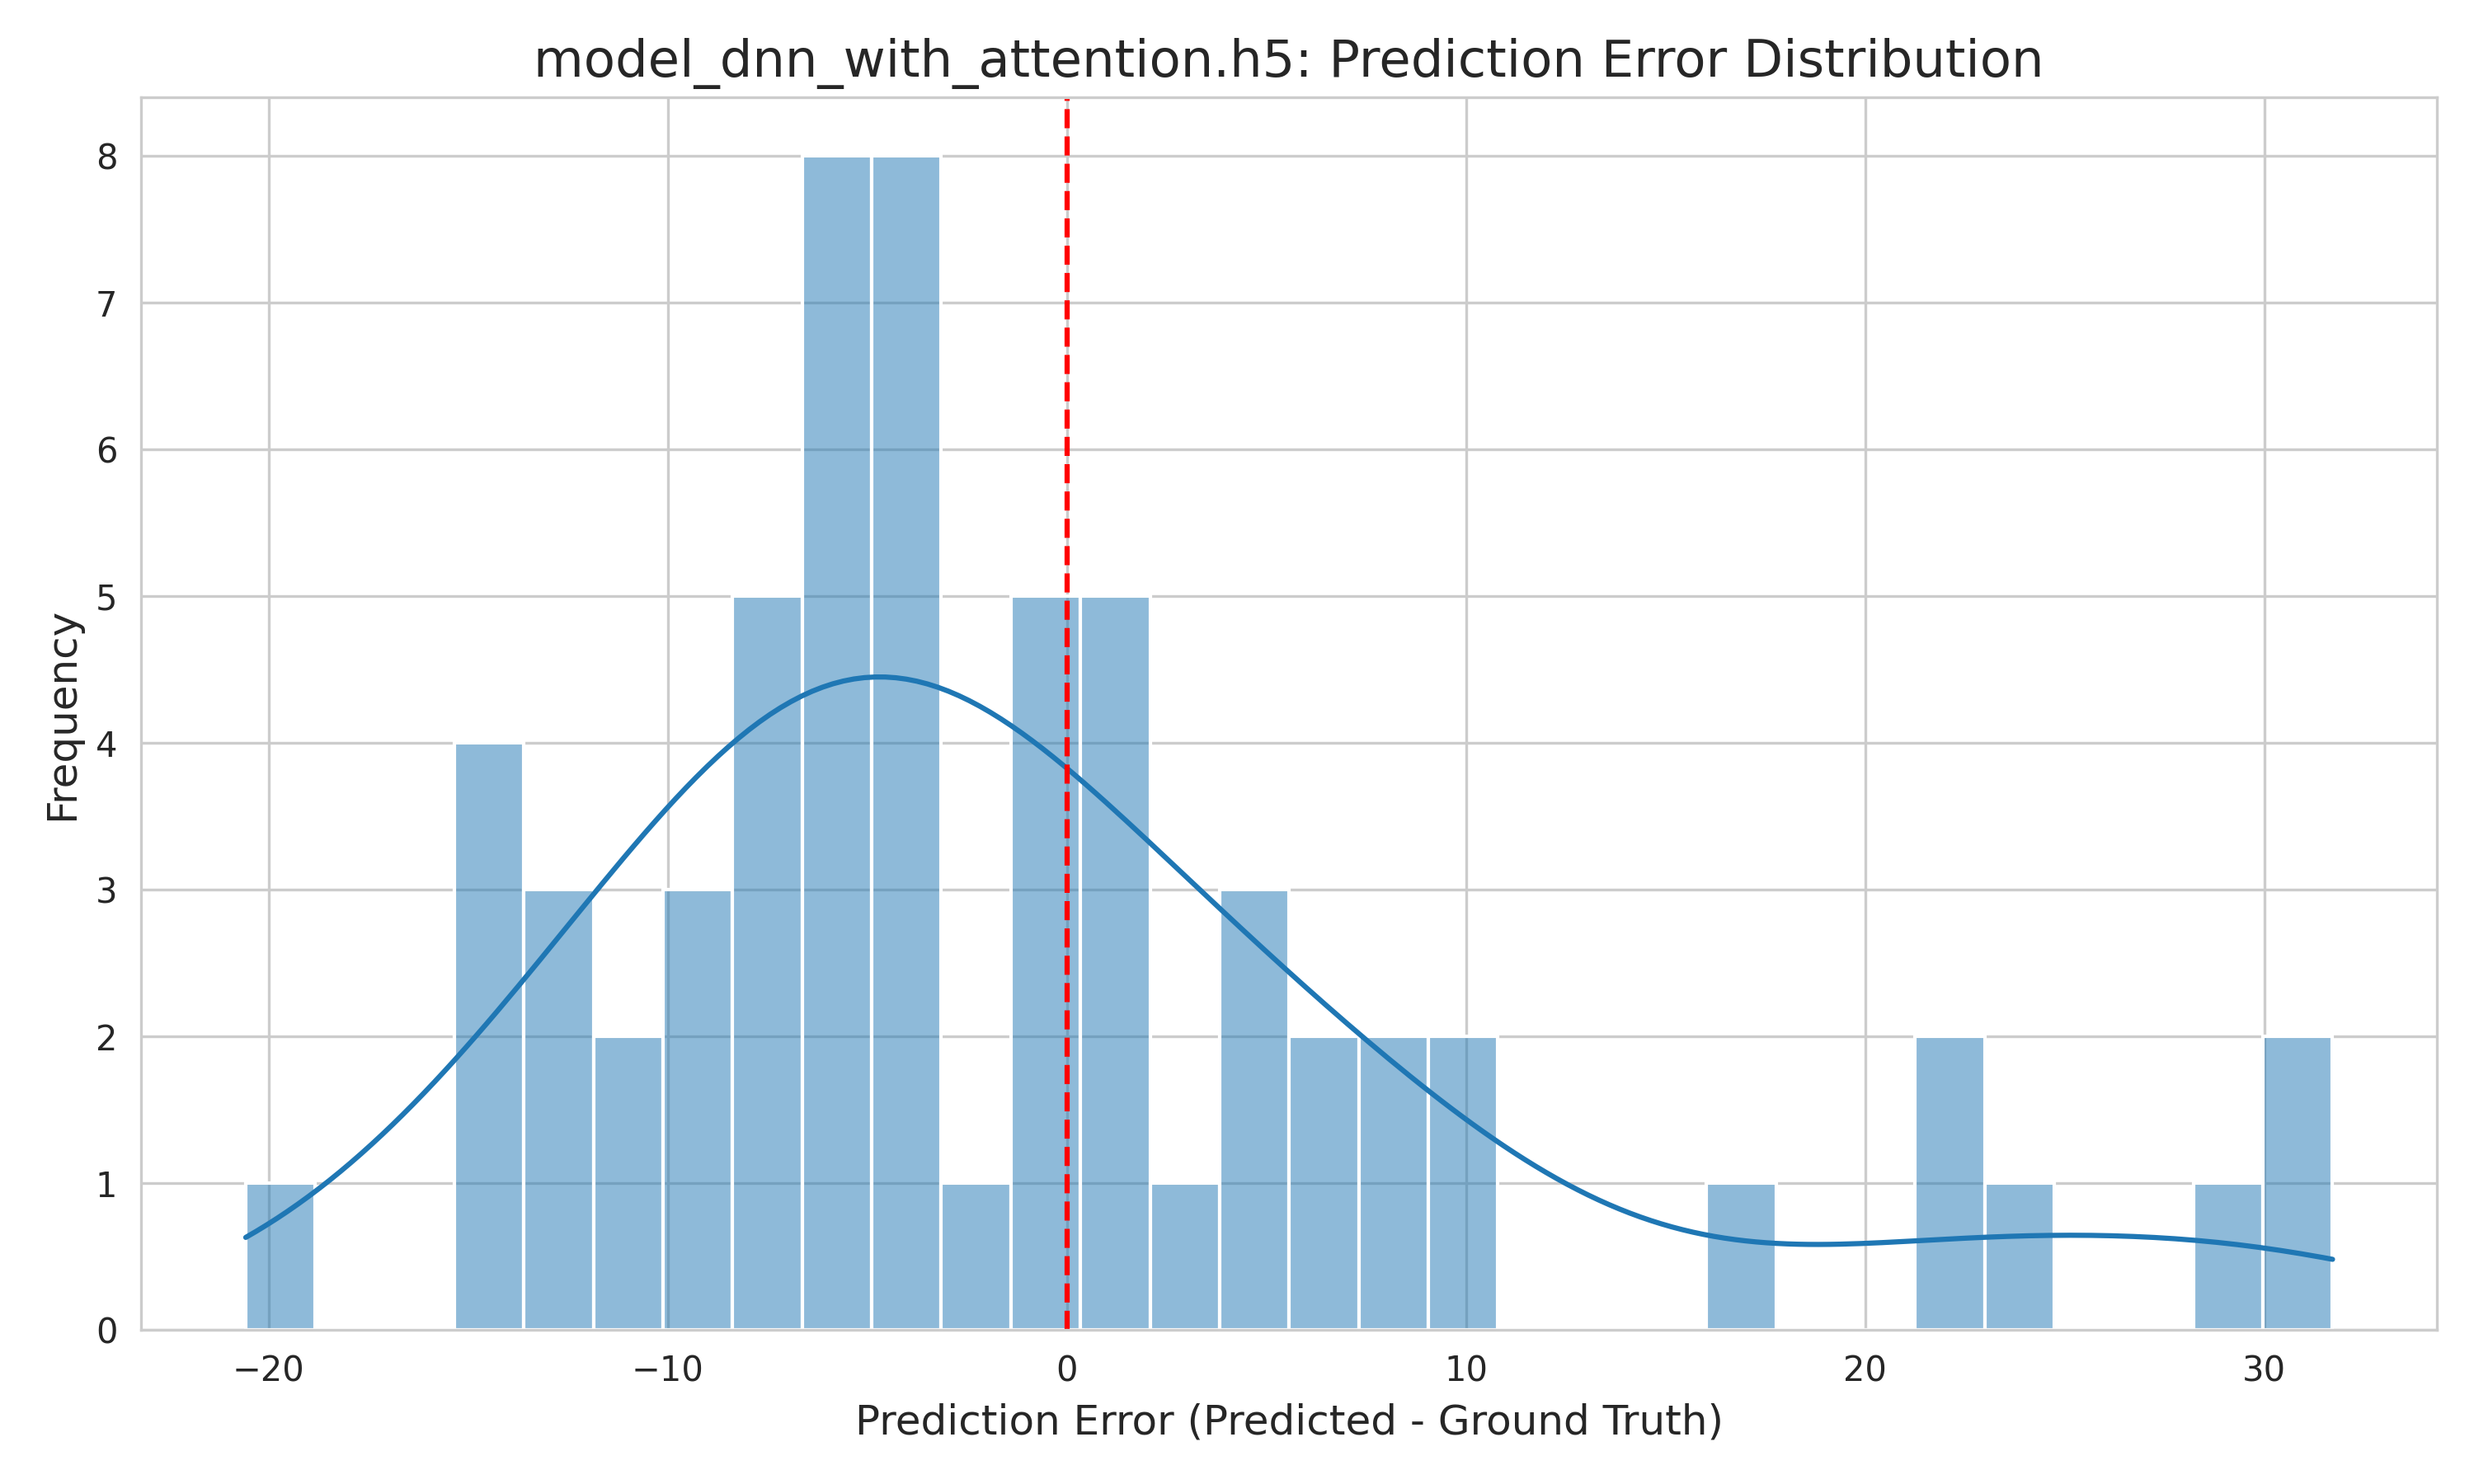 model_dnn_with_attention.h5: Prediction Error Distribution
8
7
6
5
4
3
2
1
0
Frequency
−20 −10 0 10 20 30
Prediction Error (Predicted - Ground Truth)